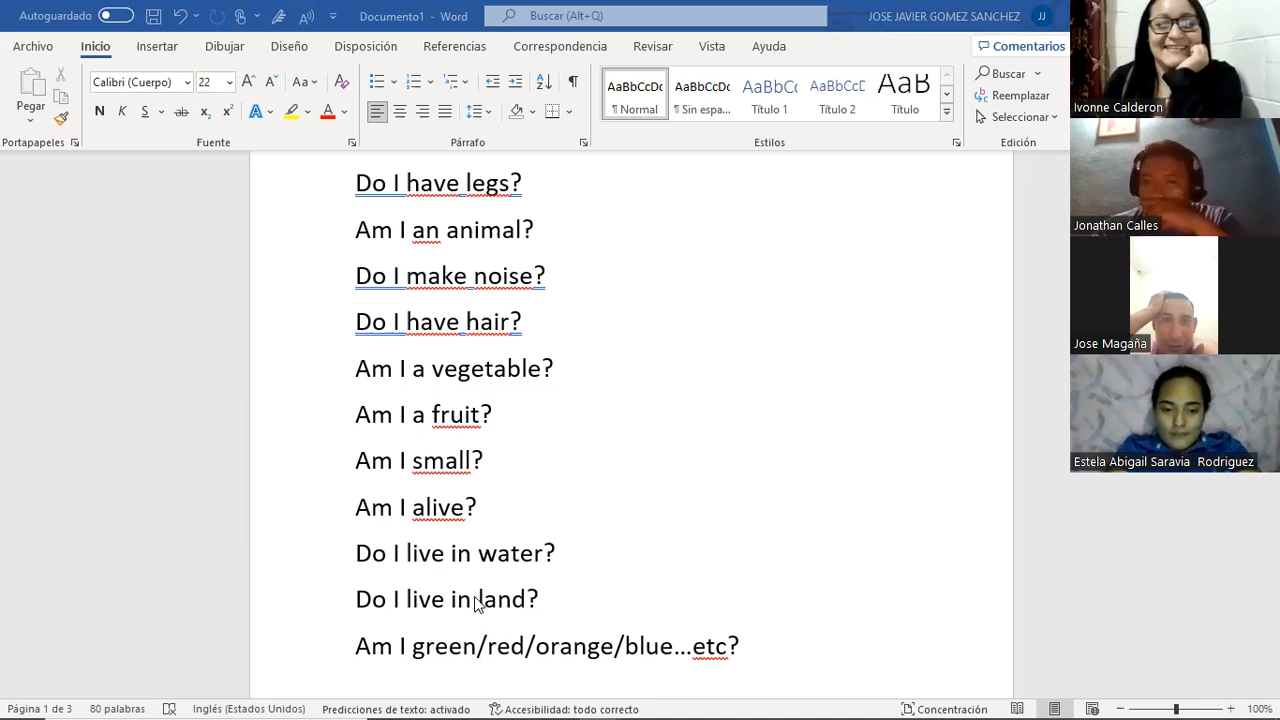 Autoguardado
Documento1 - Word
Buscar (Alt+Q)
JOSE JAVIER GOMEZ SANCHEZ
JJ
Archivo Inicio Insertar Dibujar Diseño Disposición Referencias Correspondencia Revisar Vista Ayuda
Comentarios
Pegar
Calibri (Cuerpo) 22
N K S
AaBbCcDc AaBbCcDc AaBbCc AaBbCcD AaB
¶ Normal ¶ Sin espa... Título 1 Título 2 Título
Buscar
Reemplazar
Seleccionar
Portapapeles Fuente Párrafo Estilos Edición
Do I have legs?
Am I an animal?
Do I make noise?
Do I have hair?
Am I a vegetable?
Am I a fruit?
Am I small?
Am I alive?
Do I live in water?
Do I live in land?
Am I green/red/orange/blue...etc?
Ivonne Calderon
Jonathan Calles
Jose Magaña
Estela Abigail Saravia Rodriguez
Página 1 de 3 80 palabras Inglés (Estados Unidos) Predicciones de texto: activado Accesibilidad: todo correcto Concentración 100%